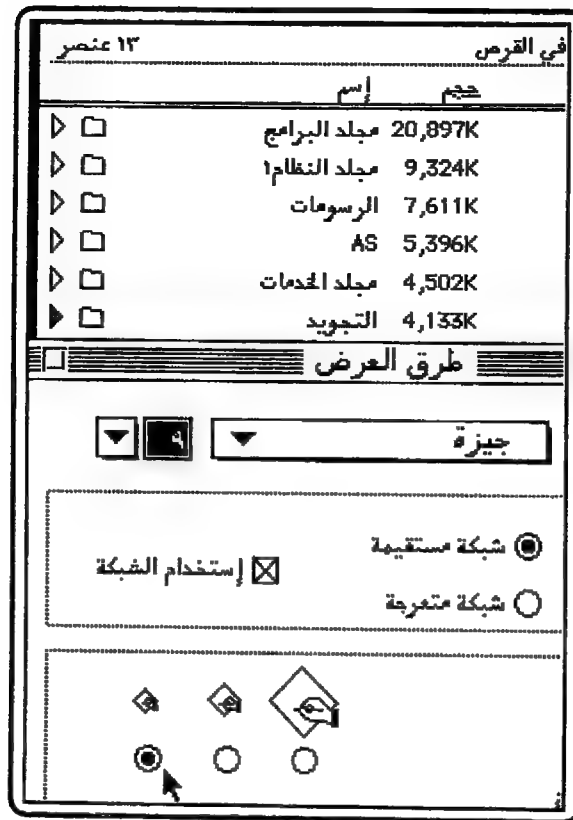 في القرص ١٣ عنصر
حجم إسم
20,897K مجلد البرامج
9,324K مجلد النظام١
7,611K الرسومات
5,396K AS
4,502K مجلد الخدمات
4,133K التجويد
طرق العرض
جيزة ٩
شبكة مستقيمة
إستخدام الشبكة
شبكة متعرجة